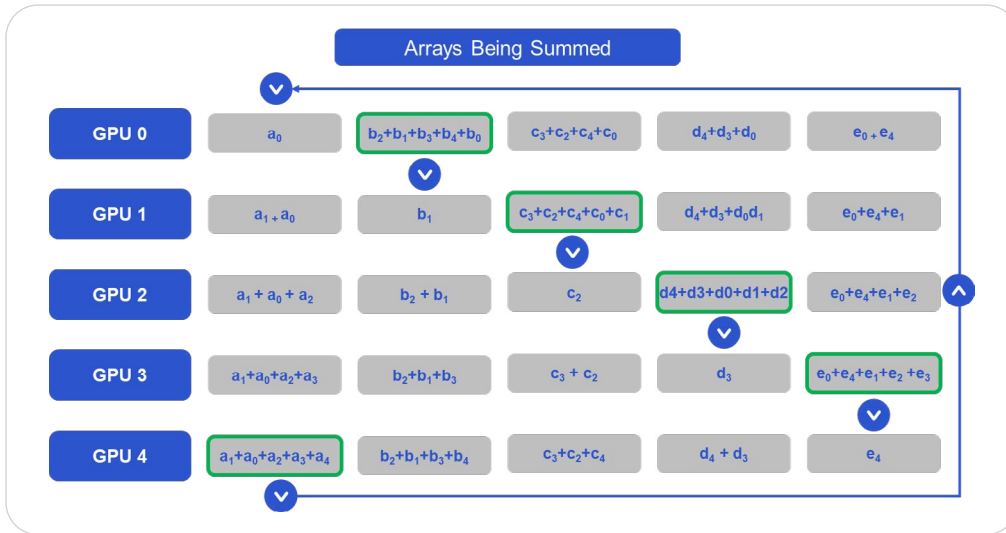 Arrays Being Summed
GPU 0
a₀
b₂+b₁+b₃+b₄+b₀
c₃+c₂+c₄+c₀
d₄+d₃+d₀
e₀ ₊ e₄
GPU 1
a₁ ₊ a₀
b₁
c₃+c₂+c₄+c₀+c₁
d₄+d₃+d₀d₁
e₀+e₄+e₁
GPU 2
a₁ + a₀ + a₂
b₂ + b₁
c₂
d4+d3+d0+d1+d2
e₀+e₄+e₁+e₂
GPU 3
a₁+a₀+a₂+a₃
b₂+b₁+b₃
c₃ + c₂
d₃
e₀+e₄+e₁+e₂ +e₃
GPU 4
a₁+a₀+a₂+a₃+a₄
b₂+b₁+b₃+b₄
c₃+c₂+c₄
d₄ + d₃
e₄